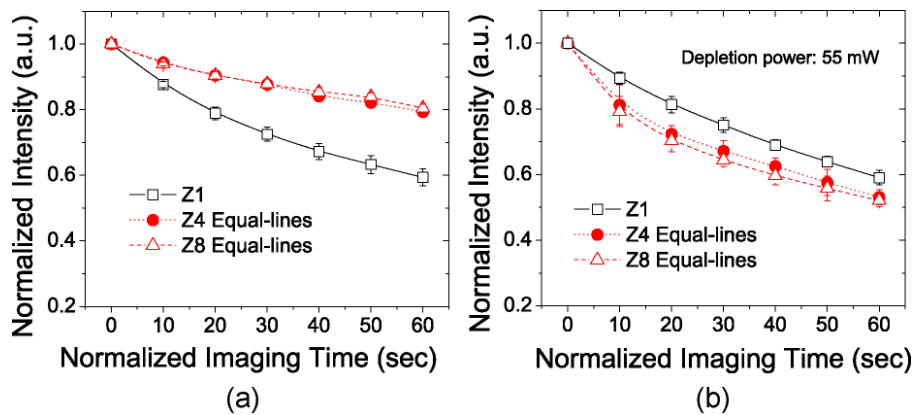 Normalized Intensity (a.u.)
1.0
0.8
0.6
0.4
0.2
Z1
Z4 Equal-lines
Z8 Equal-lines
0 10 20 30 40 50 60
Normalized Imaging Time (sec)
(a)
Normalized Intensity (a.u.)
1.0
0.8
0.6
0.4
0.2
Depletion power: 55 mW
Z1
Z4 Equal-lines
Z8 Equal-lines
0 10 20 30 40 50 60
Normalized Imaging Time (sec)
(b)